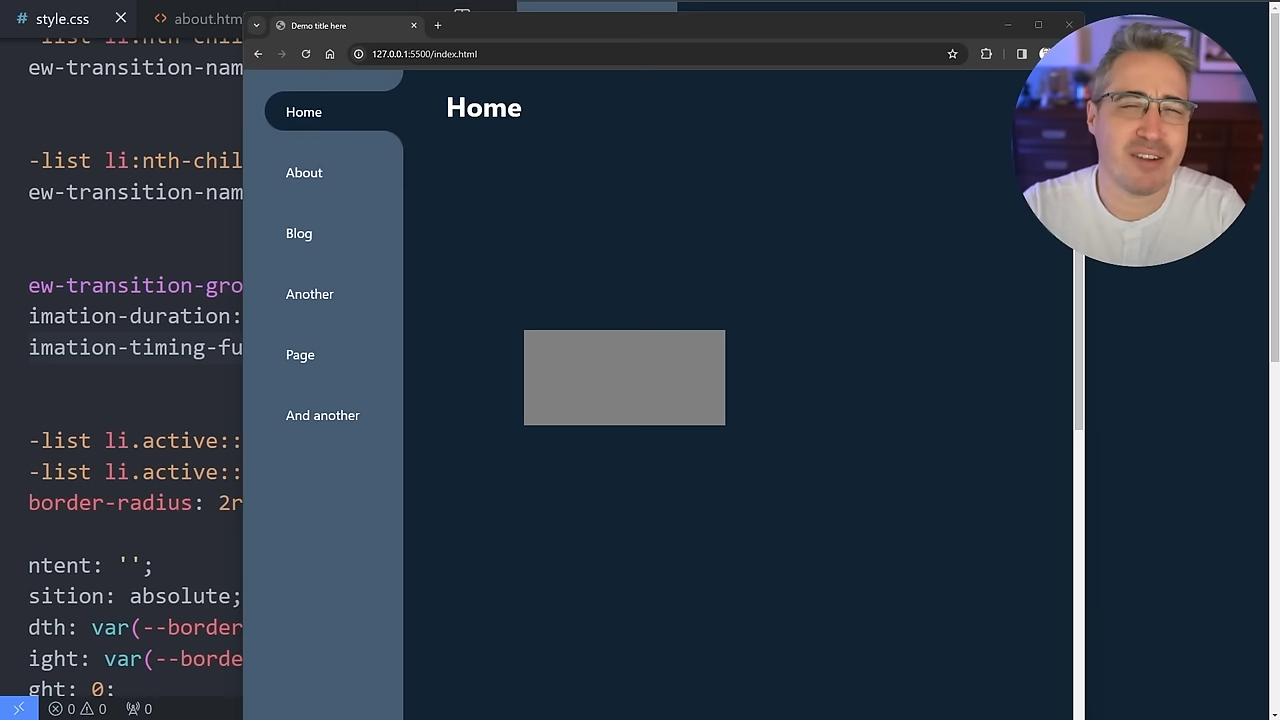 # style.css × <> about.htm
Demo title here
127.0.0.1:5500/index.html
-list li:nth-chil
ew-transition-nam
-list li:nth-chil
ew-transition-nam
ew-transition-gro
imation-duration:
imation-timing-fu
-list li.active::
-list li.active::
border-radius: 2r
ntent: '';
sition: absolute;
dth: var(--border
ight: var(--borde
ght: 0;
0 0 0
Home
About
Blog
Another
Page
And another
Home